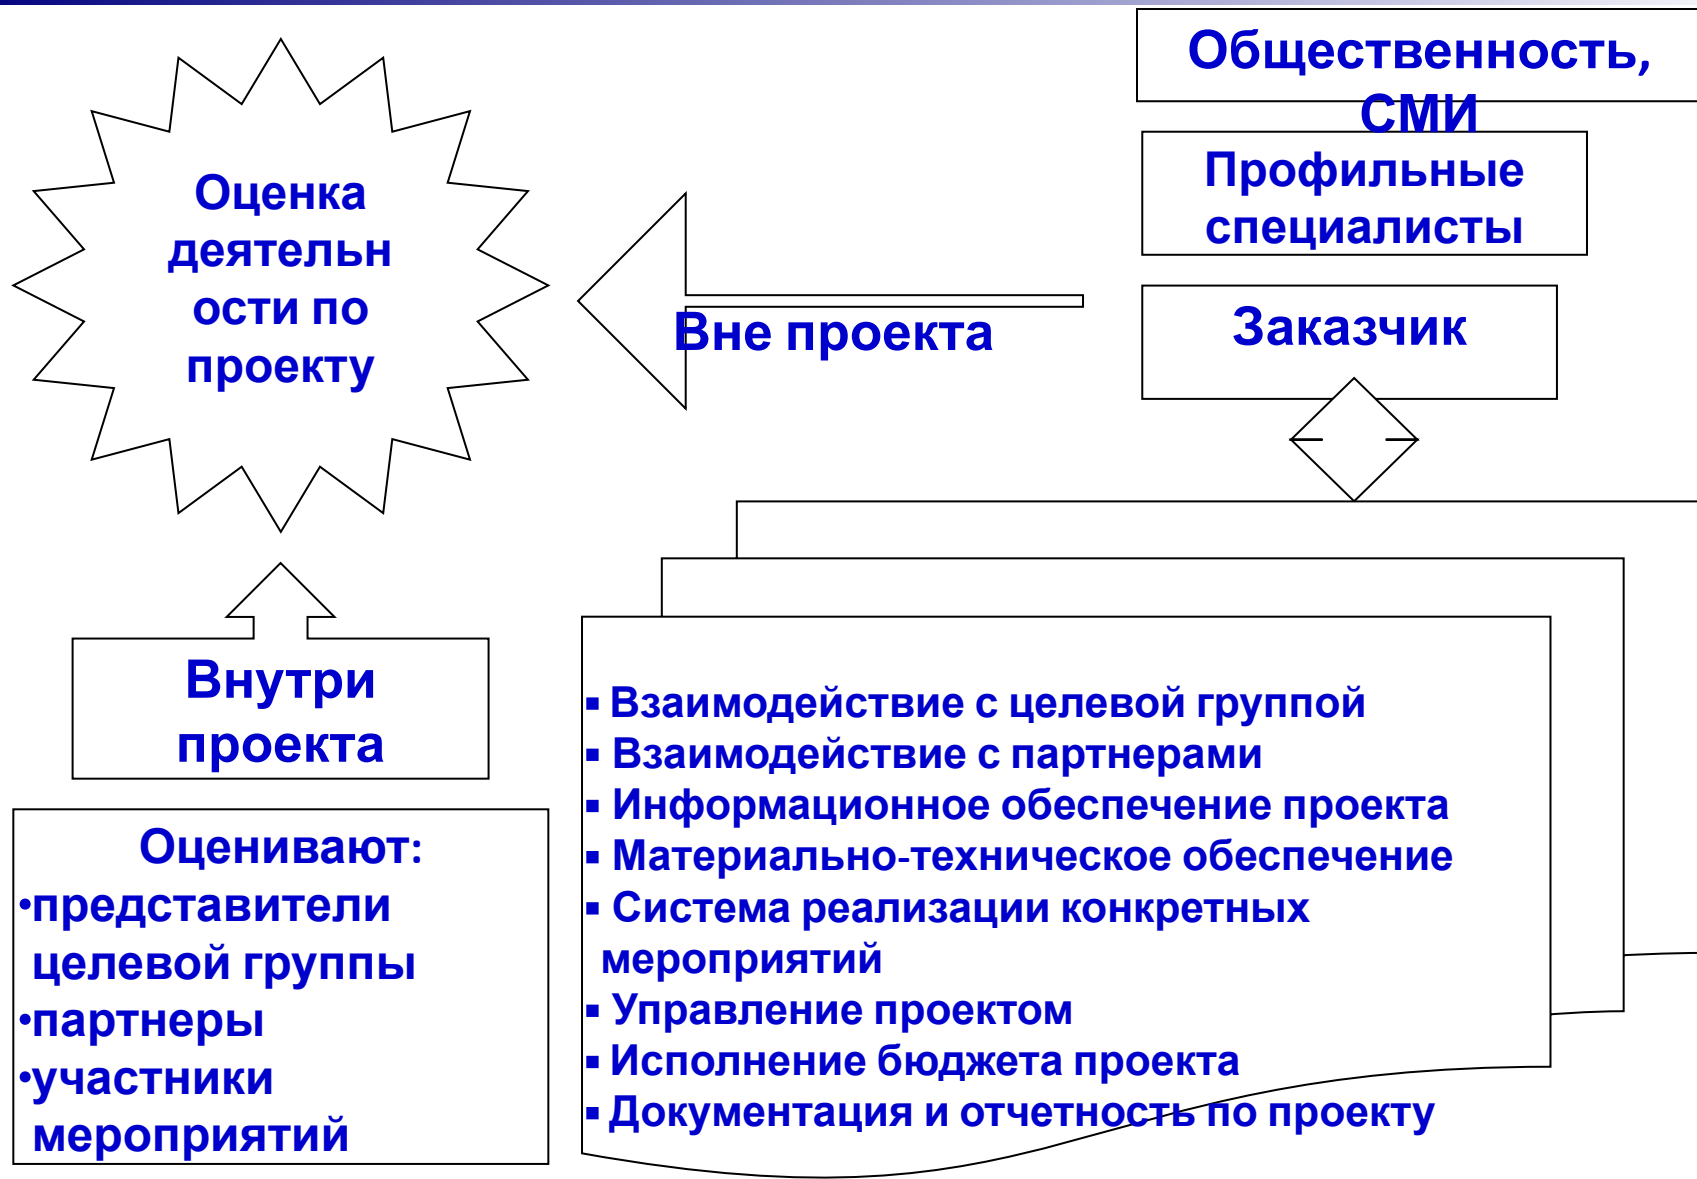 Общественность,
СМИ
Профильные
специалисты
Заказчик
Оценка
деятельн
ости по
проекту
Вне проекта
Внутри
проекта
Оценивают:
•представители
целевой группы
•партнеры
•участники
мероприятий
▪ Взаимодействие с целевой группой
▪ Взаимодействие с партнерами
▪ Информационное обеспечение проекта
▪ Материально-техническое обеспечение
▪ Система реализации конкретных
мероприятий
▪ Управление проектом
▪ Исполнение бюджета проекта
▪ Документация и отчетность по проекту